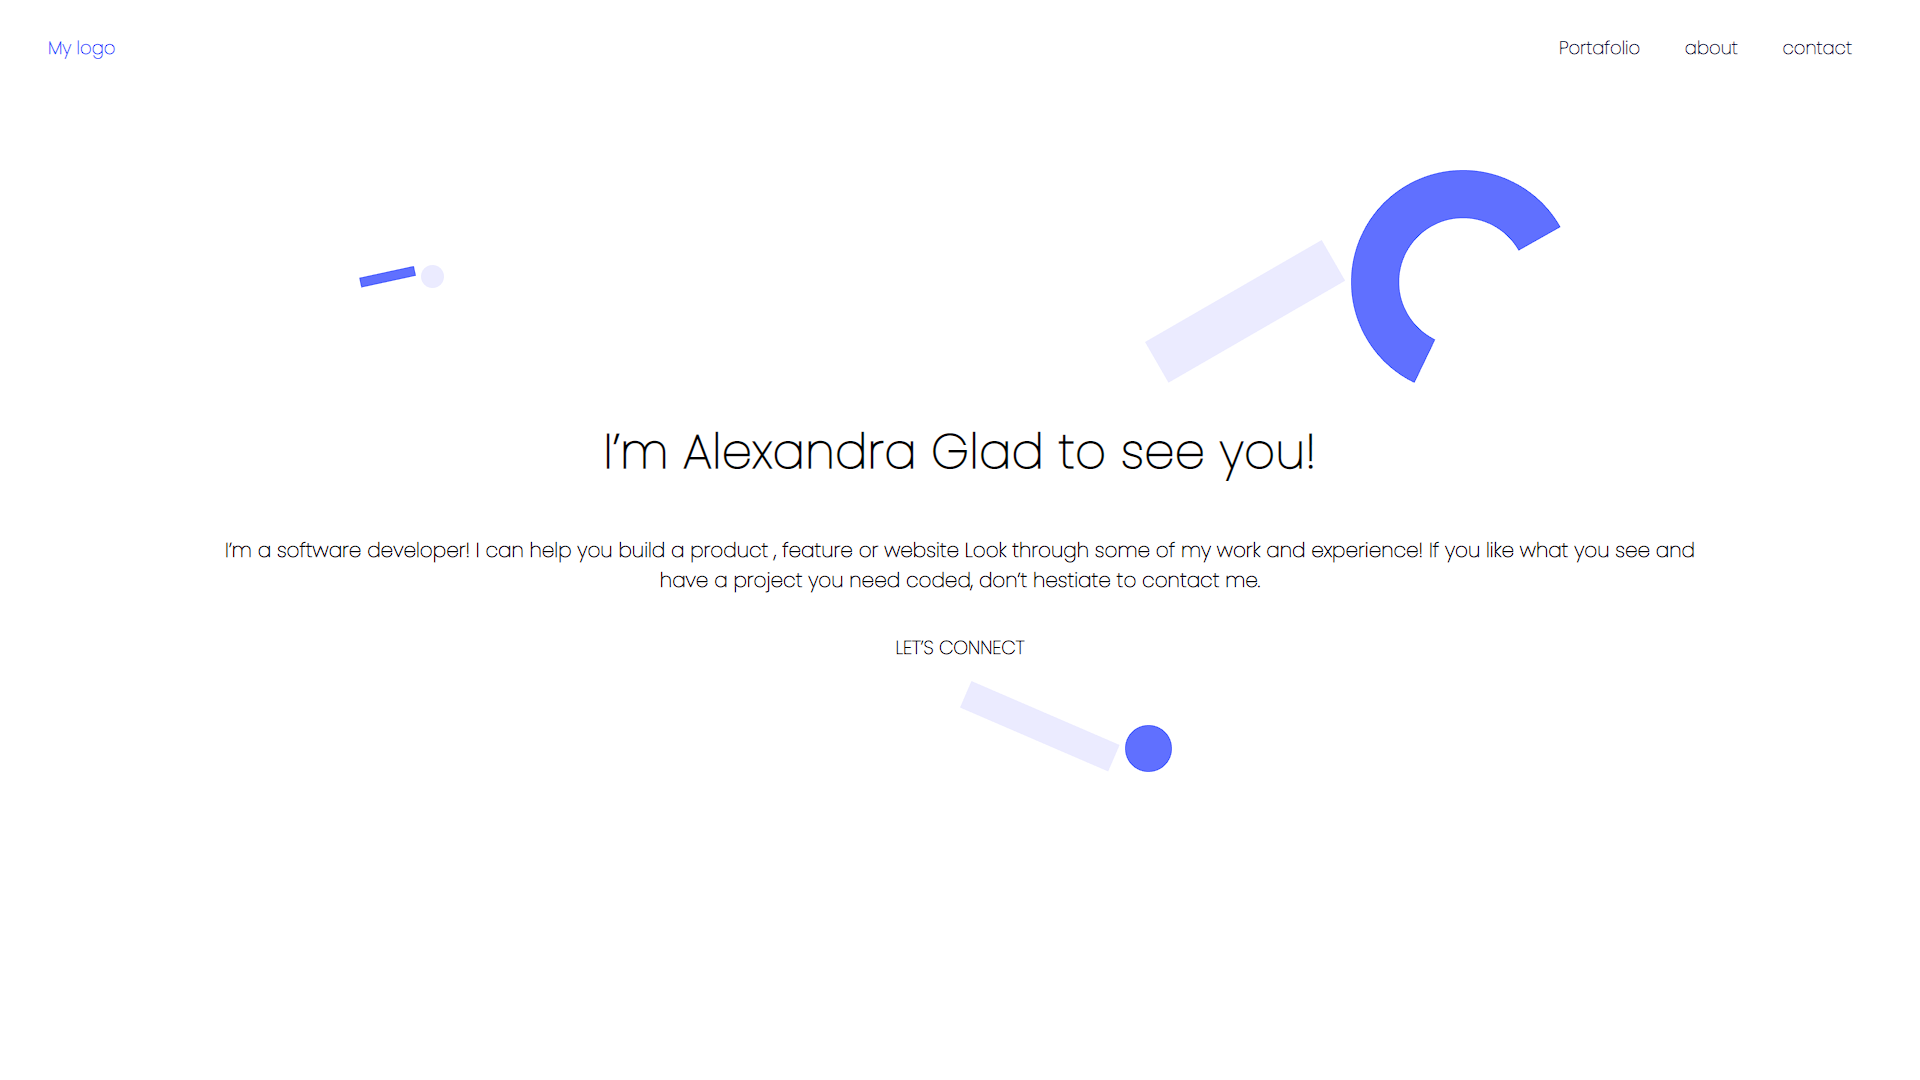 My logo
Portafolio
about
contact
I’m Alexandra Glad to see you!
I’m a software developer! I can help you build a product , feature or website Look through some of my work and experience! If you like what you see and
have a project you need coded, don’t hestiate to contact me.
LET’S CONNECT